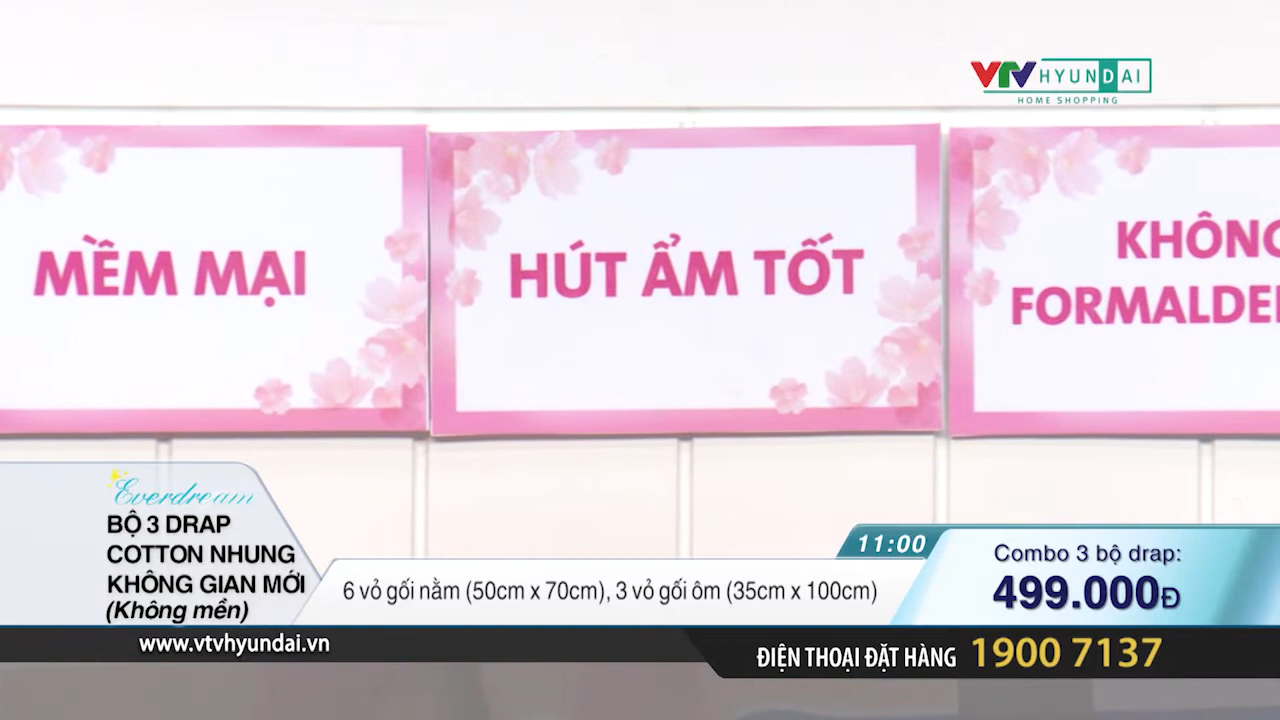 VTV HYUNDAI
HOME SHOPPING
MỀM MẠI
HÚT ẨM TỐT
KHÔNG
Everdream
BỘ 3 DRAP
COTTON NHUNG
KHÔNG GIAN MỚI
(Không mền)
6 vỏ gối nằm (50cm x 70cm), 3 vỏ gối ôm (35cm x 100cm)
11:00
Combo 3 bộ drap:
499.000Đ
www.vtvhyundai.vn
ĐIỆN THOẠI ĐẶT HÀNG 1900 7137